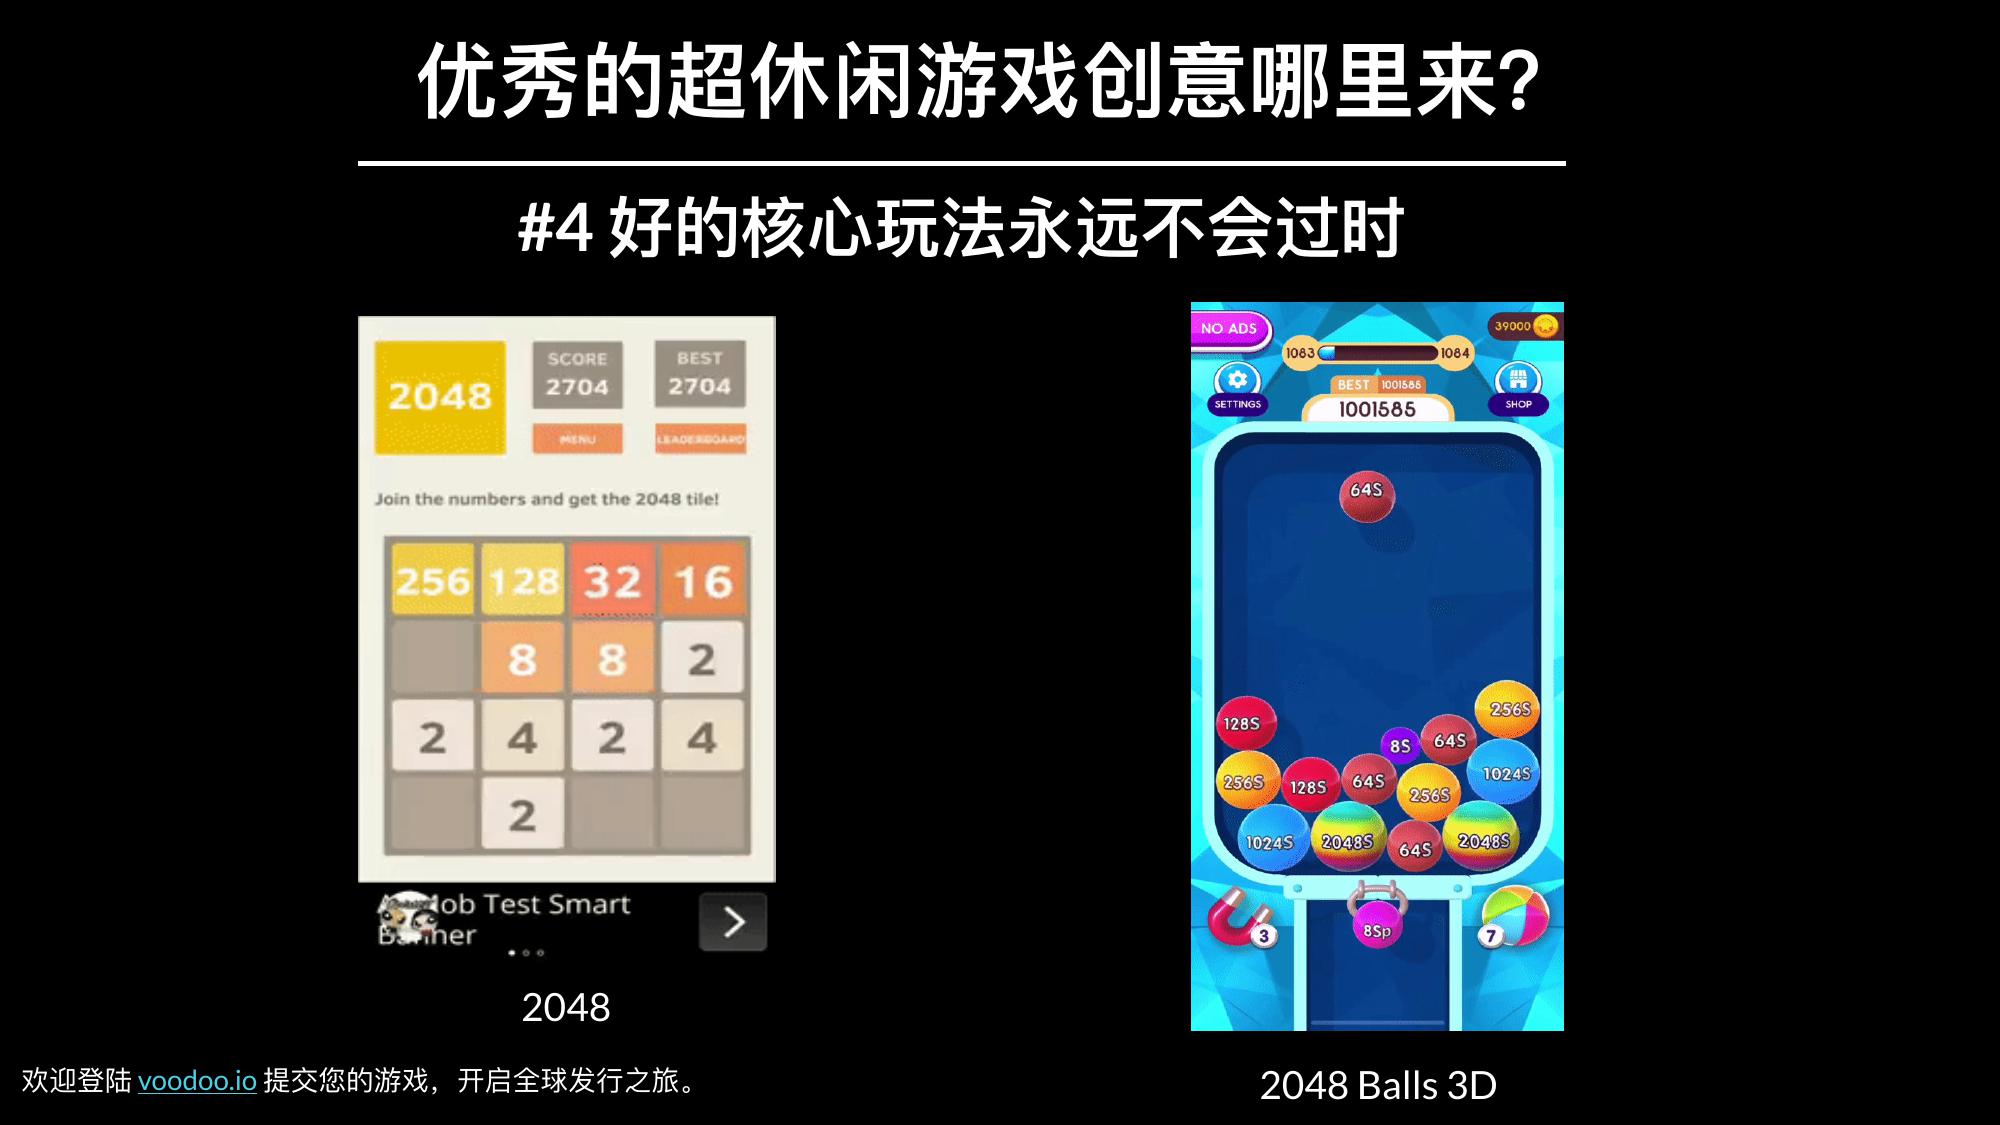 优秀的超休闲游戏创意哪里来?
#4 好的核心玩法永远不会过时
2048
SCORE
2704
BEST
2704
MENU
LEADERBOARD
Join the numbers and get the 2048 tile!
256 128 32 16
8 8 2
2 4 2 4
2
ob Test Smart
2048
NO ADS
39000
1083 1084
BEST 1001585
1001585
SETTINGS
SHOP
64S
128S
256S
8S
64S
256S
128S
64S
256S
1024S
1024S
2048S
64S
2048S
3
8Sp
7
2048 Balls 3D
欢迎登陆 voodoo.io 提交您的游戏，开启全球发行之旅。